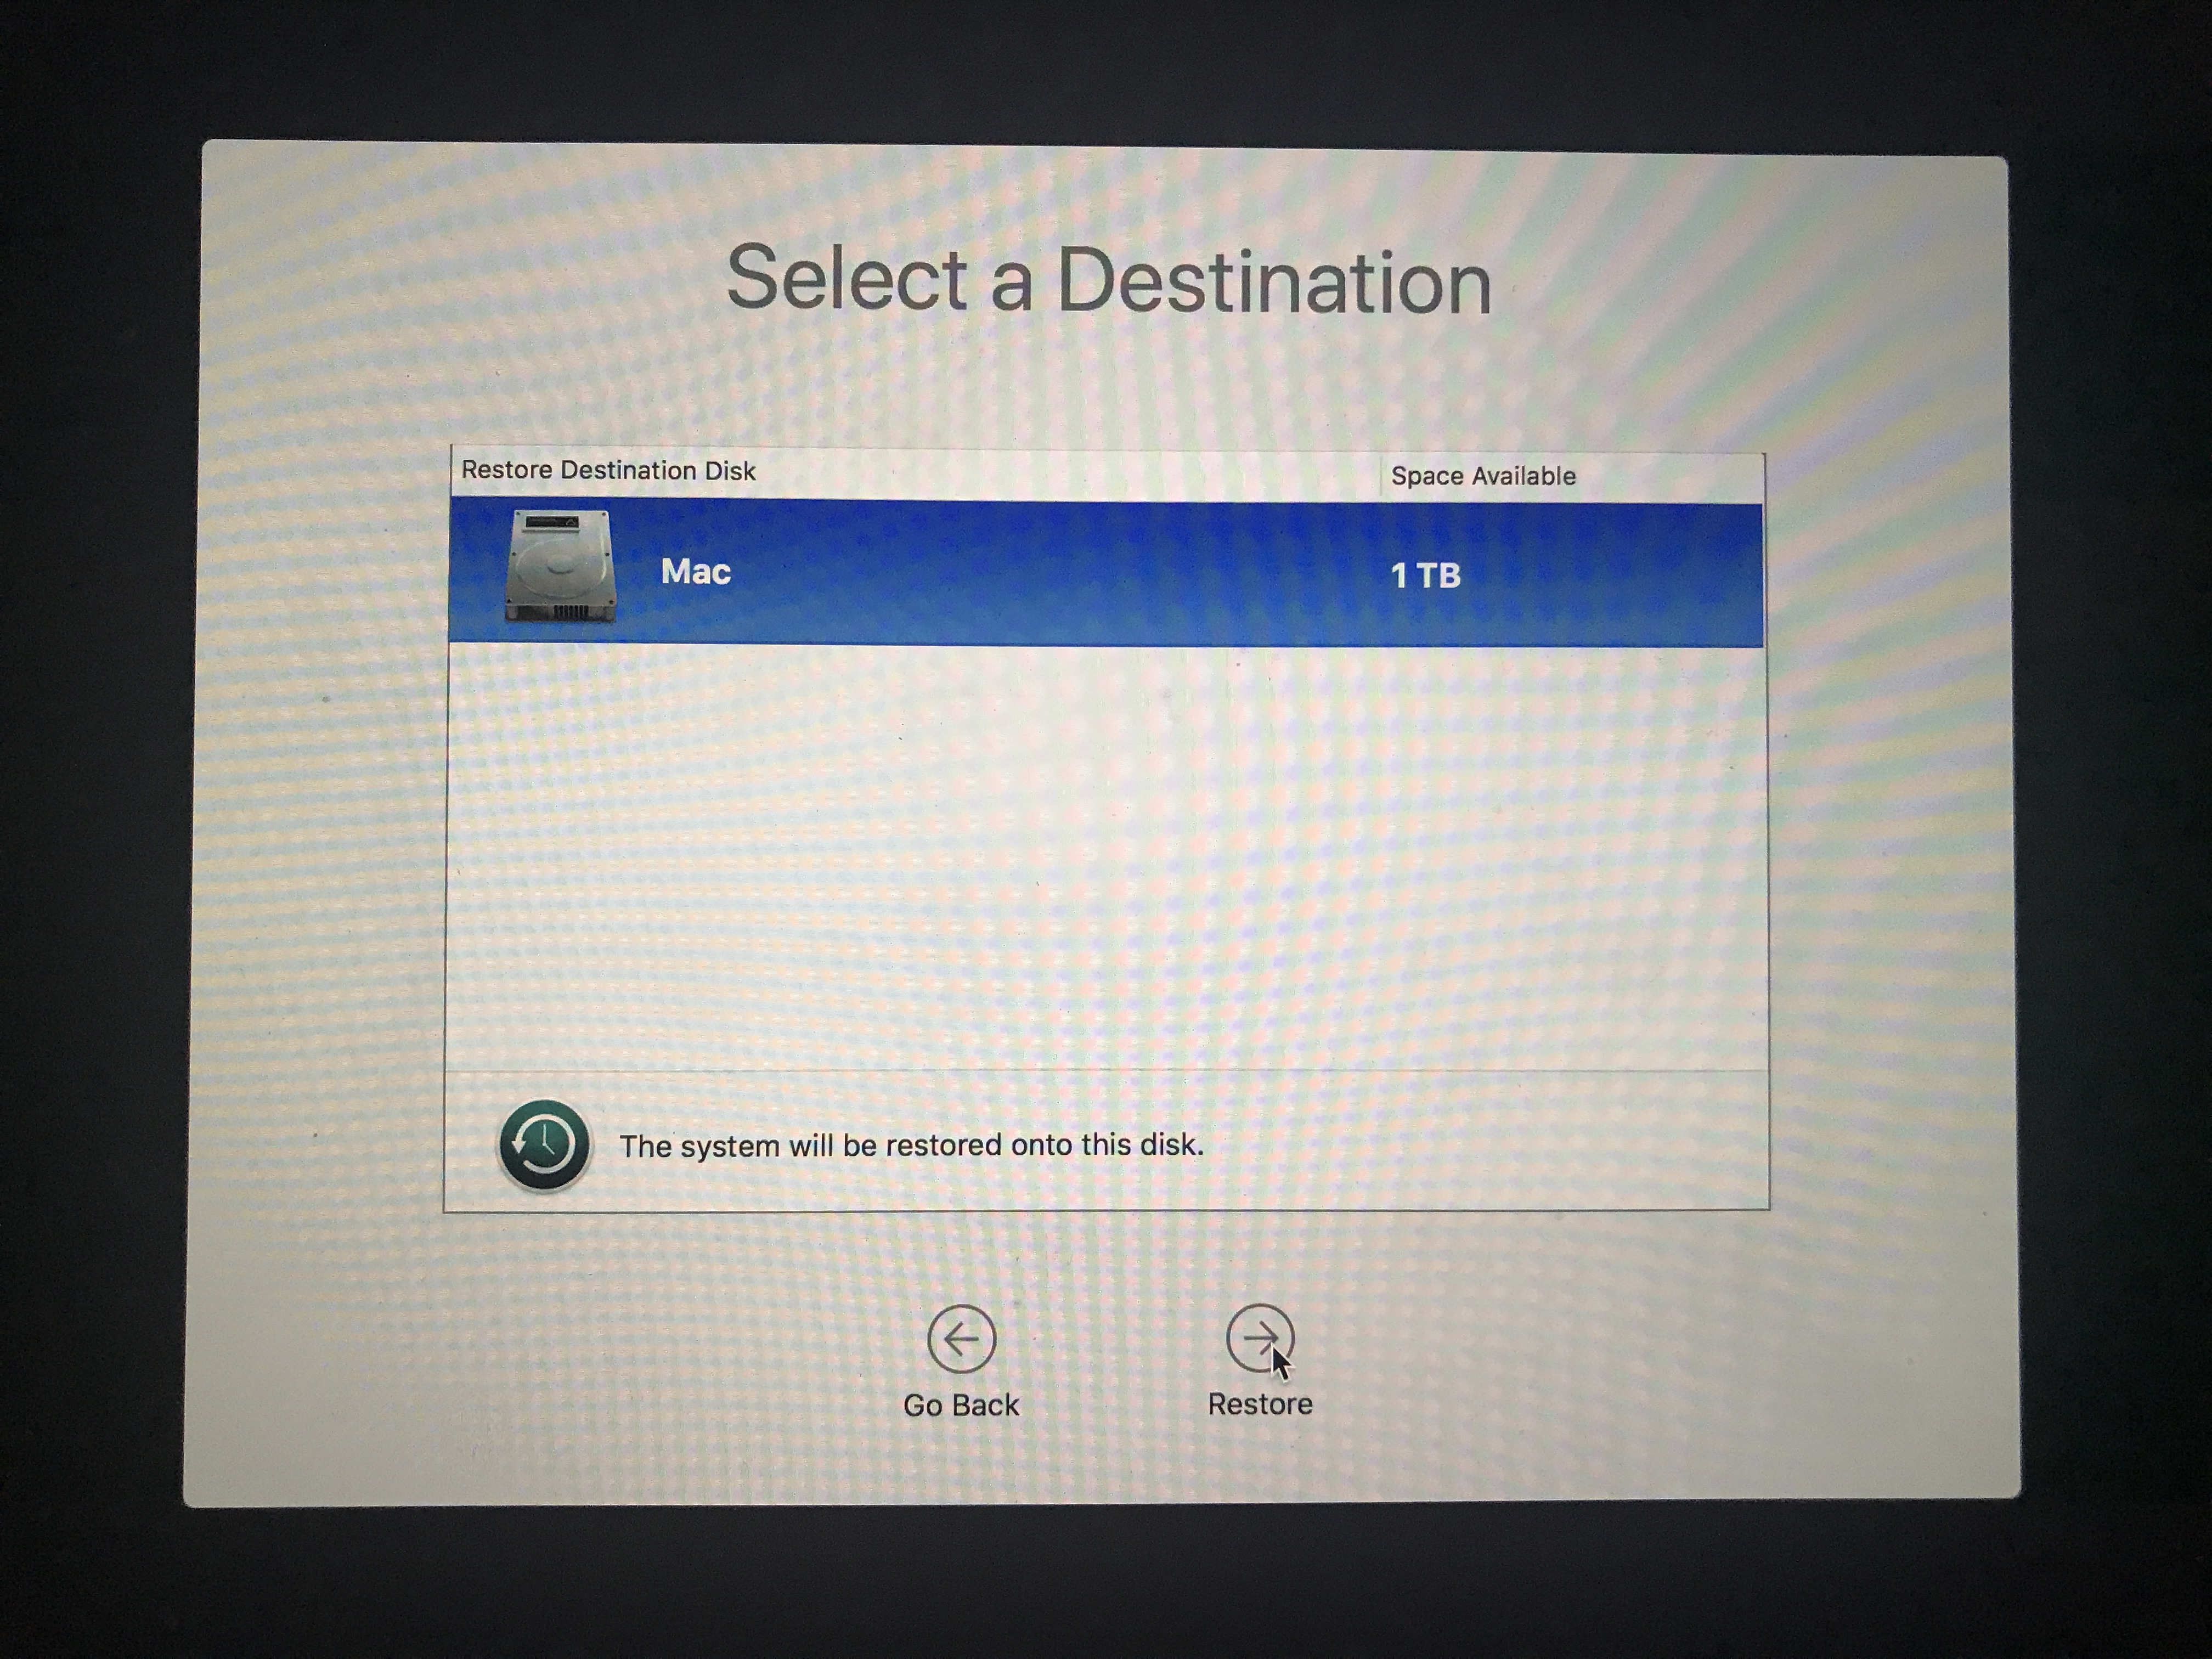 Select a Destination
Restore Destination Disk Space Available
Mac 1 TB
The system will be restored onto this disk.
Go Back Restore